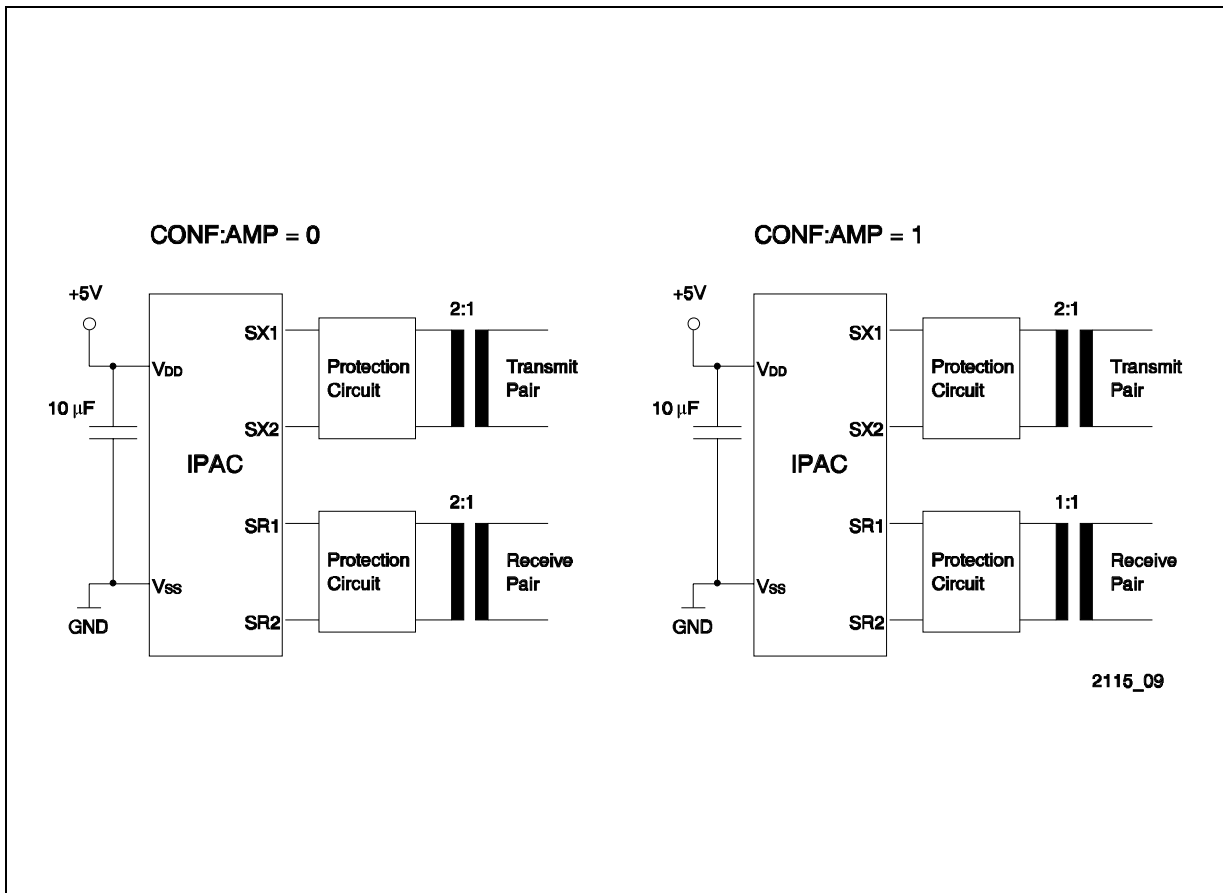 CONF:AMP = 0
+5V
2:1
SX1
VDD
Protection
Circuit
Transmit
Pair
10 µF
SX2
IPAC
2:1
SR1
Protection
Circuit
Receive
Pair
VSS
SR2
GND
CONF:AMP = 1
+5V
2:1
SX1
VDD
Protection
Circuit
Transmit
Pair
10 µF
SX2
IPAC
1:1
SR1
Protection
Circuit
Receive
Pair
VSS
SR2
GND
2115_09